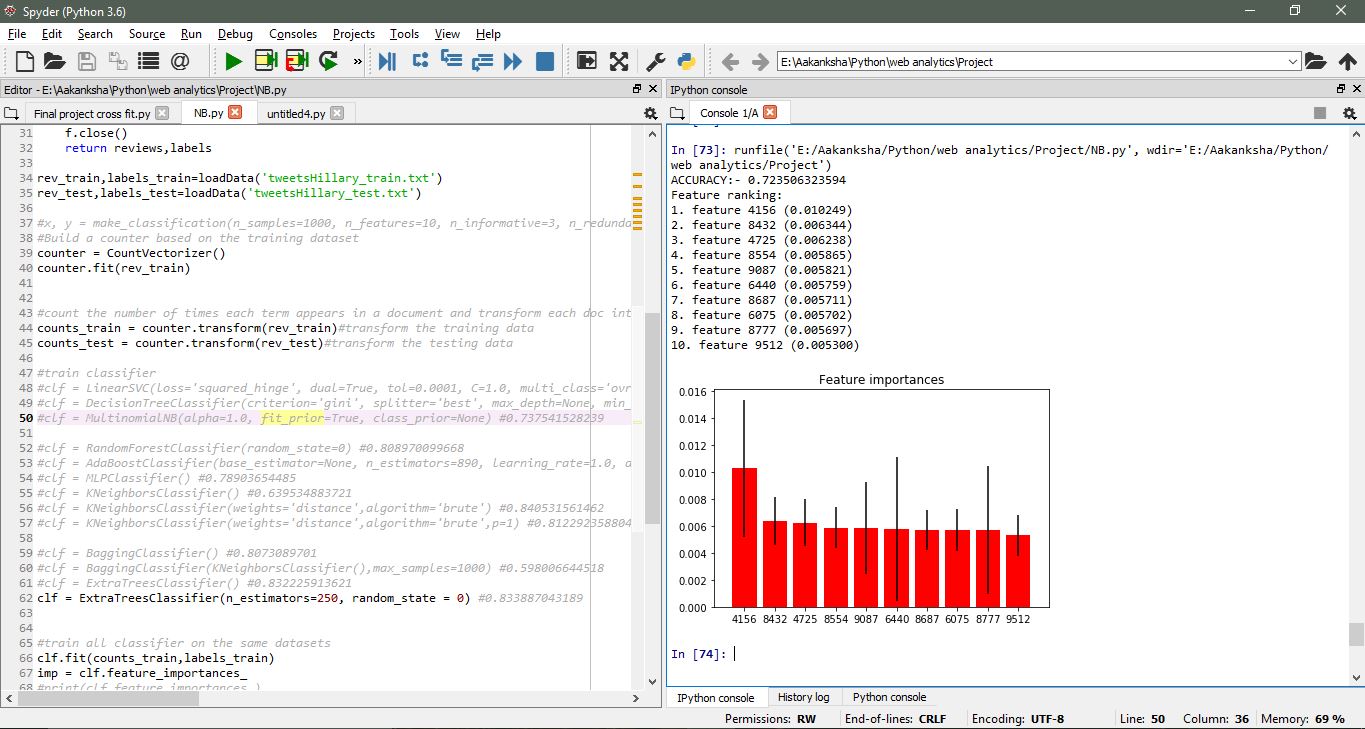 Spyder (Python 3.6)
File Edit Search Source Run Debug Consoles Projects Tools View Help
E:\Aakanksha\Python\web analytics\Project
Editor - E:\Aakanksha\Python\web analytics\Project\NB.py
Final project cross fit.py NB.py untitled4.py
31 f.close()
32 return reviews,labels
33
34 rev_train,labels_train=loadData('tweetsHillary_train.txt')
35 rev_test,labels_test=loadData('tweetsHillary_test.txt')
36
37 #x, y = make_classification(n_samples=1000, n_features=10, n_informative=3, n_redunda
38 #Build a counter based on the training dataset
39 counter = CountVectorizer()
40 counter.fit(rev_train)
41
42
43 #count the number of times each term appears in a document and transform each doc int
44 counts_train = counter.transform(rev_train)#transform the training data
45 counts_test = counter.transform(rev_test)#transform the testing data
46
47 #train classifier
48 #clf = LinearSVC(loss='squared_hinge', dual=True, tol=0.0001, C=1.0, multi_class='ovr
49 #clf = DecisionTreeClassifier(criterion='gini', splitter='best', max_depth=None, min_
50 #clf = MultinomialNB(alpha=1.0, fit_prior=True, class_prior=None) #0.737541528239
51
52 #clf = RandomForestClassifier(random_state=0) #0.808970099668
53 #clf = AdaBoostClassifier(base_estimator=None, n_estimators=890, learning_rate=1.0, a
54 #clf = MLPClassifier() #0.78903654485
55 #clf = KNeighborsClassifier() #0.639534883721
56 #clf = KNeighborsClassifier(weights='distance',algorithm='brute') #0.840531561462
57 #clf = KNeighborsClassifier(weights='distance',algorithm='brute',p=1) #0.812292358804
58
59 #clf = BaggingClassifier() #0.8073089701
60 #clf = BaggingClassifier(KNeighborsClassifier(),max_samples=1000) #0.598006644518
61 #clf = ExtraTreesClassifier() #0.832225913621
62 clf = ExtraTreesClassifier(n_estimators=250, random_state = 0) #0.833887043189
63
64
65 #train all classifier on the same datasets
66 clf.fit(counts_train,labels_train)
67 imp = clf.feature_importances_
68 #print(clf.feature_importances_)
IPython console
Console 1/A
In [73]: runfile('E:/Aakanksha/Python/web analytics/Project/NB.py', wdir='E:/Aakanksha/Python/
web analytics/Project')
ACCURACY:- 0.723506323594
Feature ranking:
1. feature 4156 (0.010249)
2. feature 8432 (0.006344)
3. feature 4725 (0.006238)
4. feature 8554 (0.005865)
5. feature 9087 (0.005821)
6. feature 6440 (0.005759)
7. feature 8687 (0.005711)
8. feature 6075 (0.005702)
9. feature 8777 (0.005697)
10. feature 9512 (0.005300)
Feature importances
0.016
0.014
0.012
0.010
0.008
0.006
0.004
0.002
0.000
4156 8432 4725 8554 9087 6440 8687 6075 8777 9512
In [74]:
IPython console History log Python console
Permissions: RW End-of-lines: CRLF Encoding: UTF-8 Line: 50 Column: 36 Memory: 69 %